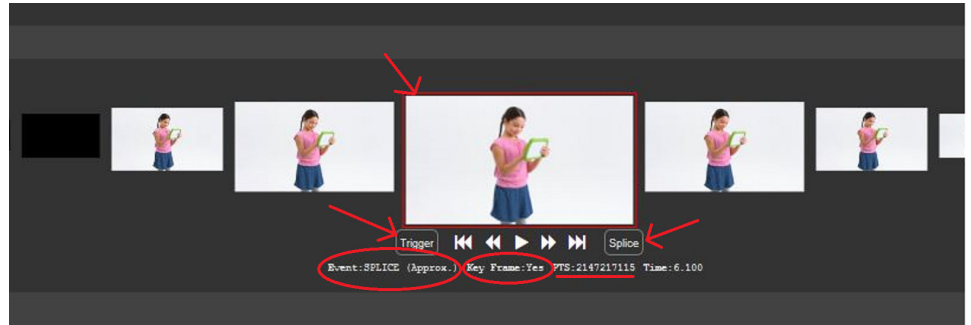 Trigger Splice
Event:SPLICE (Approx.) Key Frame:Yes PTS:2147217115 Time:6.100